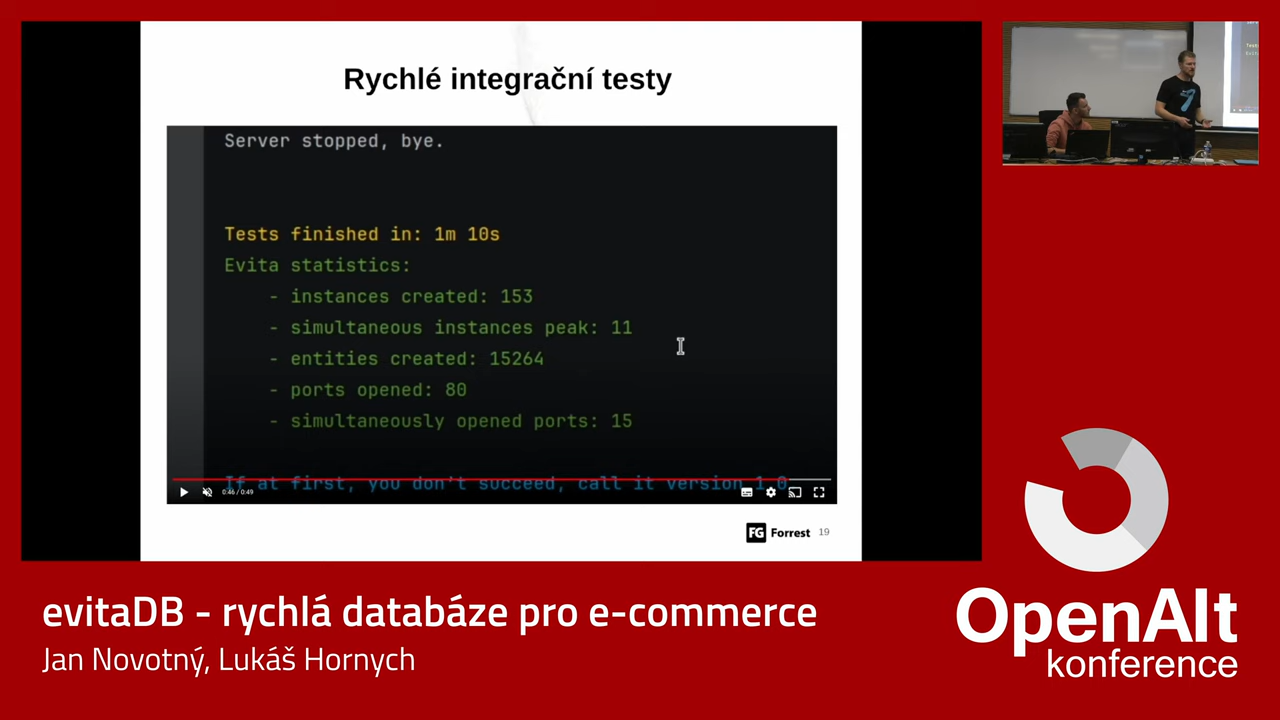 Rychlé integrační testy
Server stopped, bye.
Tests finished in: 1m 10s
Evita statistics:
- instances created: 153
- simultaneous instances peak: 11
- entities created: 15264
- ports opened: 80
- simultaneously opened ports: 15
If at first, you don't succeed, call it version 1.0
0:46 / 0:49
FG Forrest 19
evitaDB - rychlá databáze pro e-commerce
Jan Novotný, Lukáš Hornych
OpenAlt
konference